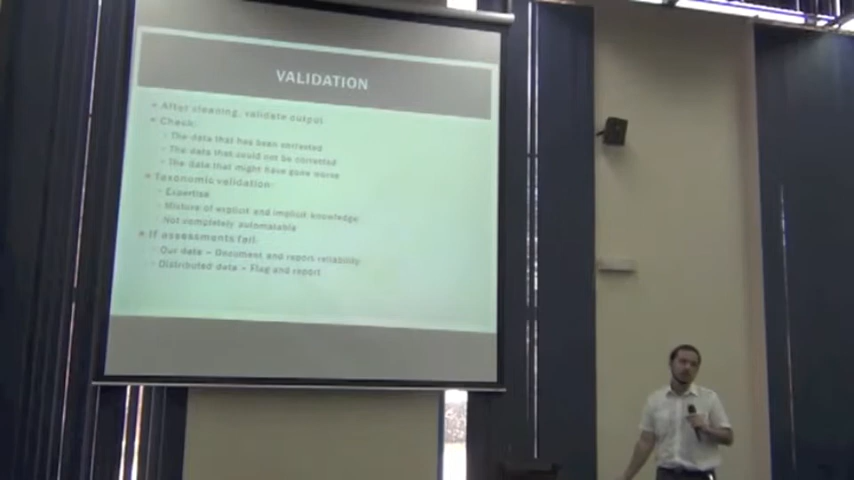 VALIDATION
After cleaning, validate output
Check:
The data that has been corrected
The data that could not be corrected
The data that might have gone worse
Taxonomic validation:
Expertise
Mixture of explicit and implicit knowledge
Not completely automatable
If assessments fail:
Our data – Document and report reliability
Distributed data – Flag and report